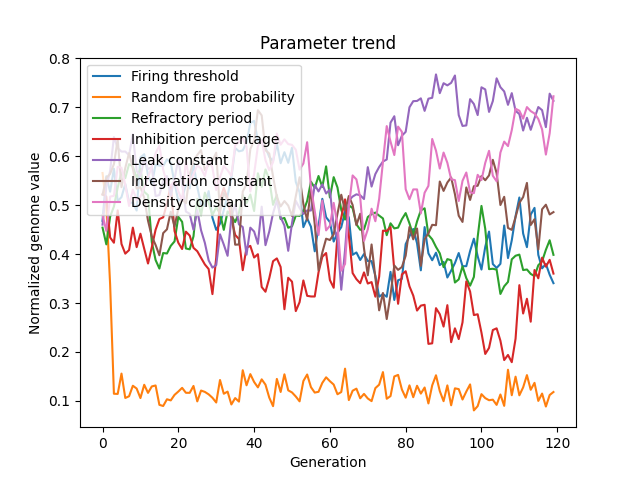 Parameter trend
Normalized genome value
0.8
0.7
0.6
0.5
0.4
0.3
0.2
0.1
Firing threshold
Random fire probability
Refractory period
Inhibition percentage
Leak constant
Integration constant
Density constant
0 20 40 60 80 100 120
Generation